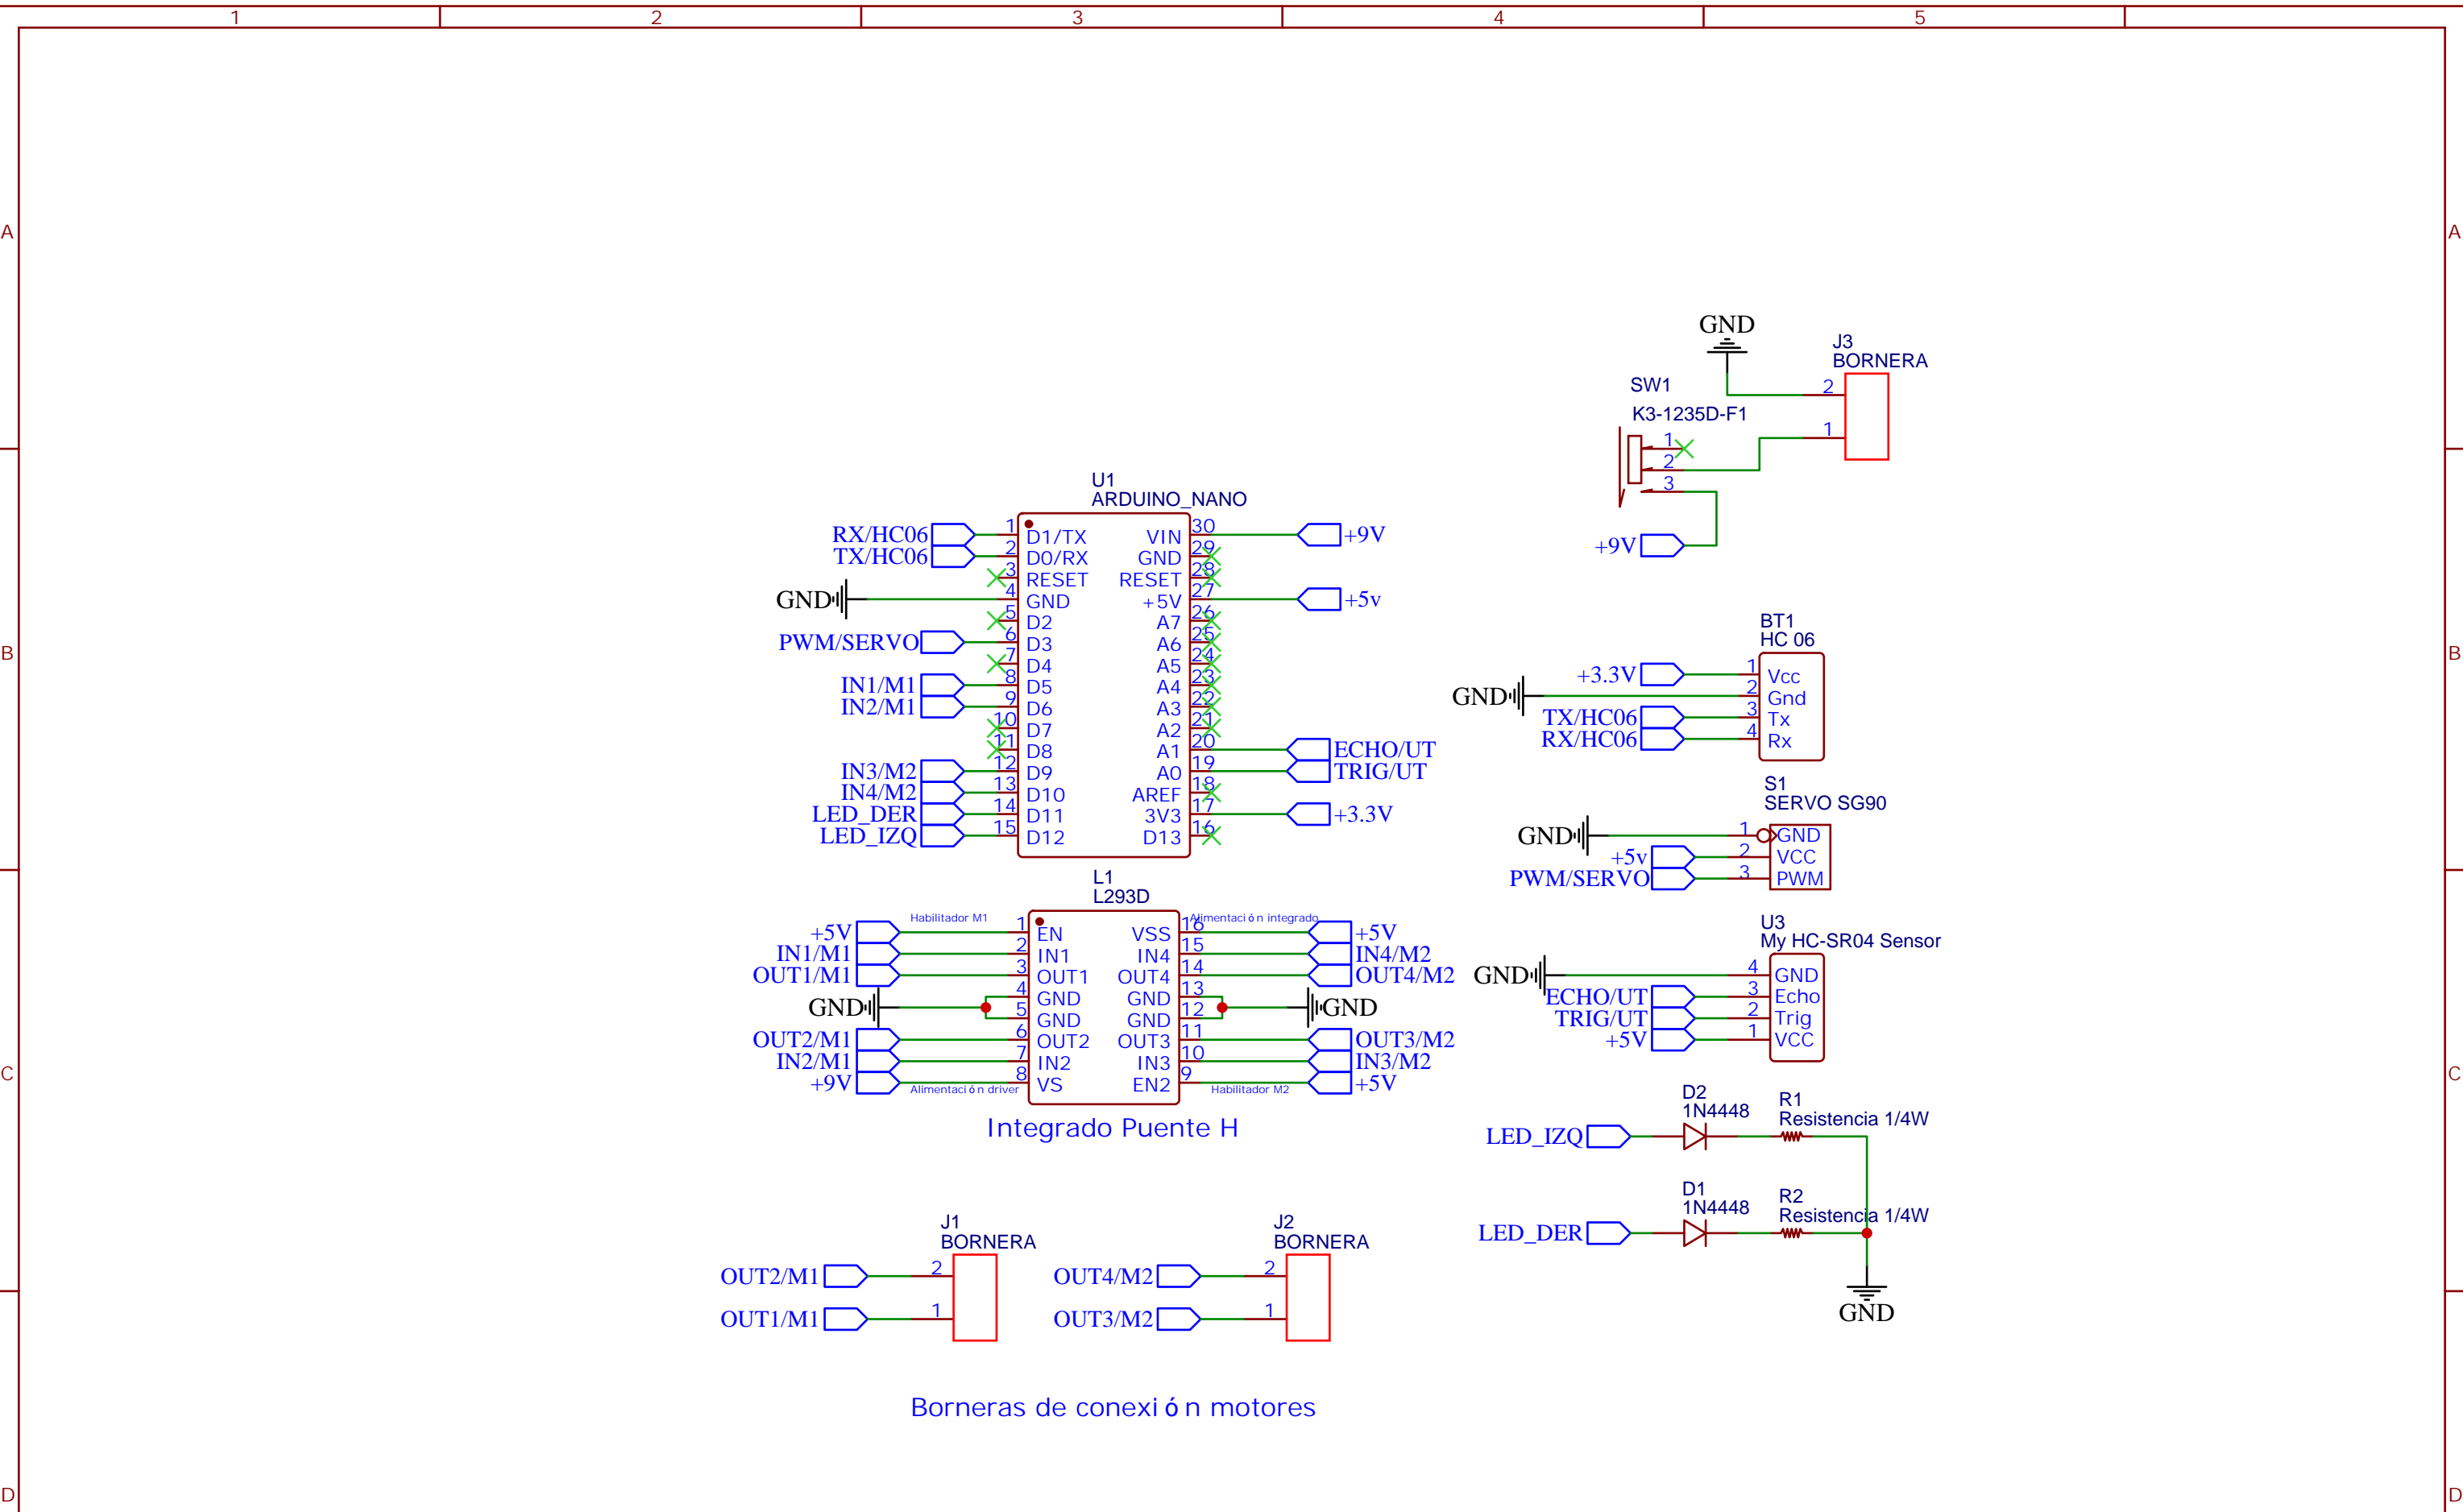 1 2 3 4 5
A A
B B
C C
D D
U1
ARDUINO_NANO
RX/HC06 1 D1/TX VIN 30 +9V
TX/HC06 2 D0/RX GND 29
3 RESET RESET 28
GND 4 GND +5V 27 +5v
5 D2 A7 26
PWM/SERVO 6 D3 A6 25
7 D4 A5 24
IN1/M1 8 D5 A4 23
IN2/M1 9 D6 A3 22
10 D7 A2 21
11 D8 A1 20 ECHO/UT
IN3/M2 12 D9 A0 19 TRIG/UT
IN4/M2 13 D10 AREF 18
LED_DER 14 D11 3V3 17 +3.3V
LED_IZQ 15 D12 D13 16
L1
L293D
Habilitador M1 Alimentación integrado
+5V 1 EN VSS 16 +5V
IN1/M1 2 IN1 IN4 15 IN4/M2
OUT1/M1 3 OUT1 OUT4 14 OUT4/M2
4 GND GND 13
GND GND
5 GND GND 12
OUT2/M1 6 OUT2 OUT3 11 OUT3/M2
IN2/M1 7 IN2 IN3 10 IN3/M2
+9V 8 VS EN2 9 +5V
Alimentación driver Habilitador M2
Integrado Puente H
J1
BORNERA
OUT2/M1 2
OUT1/M1 1
J2
BORNERA
OUT4/M2 2
OUT3/M2 1
Borneras de conexión motores
GND
J3
BORNERA
2
1
SW1
K3-1235D-F1
1
2
3
+9V
BT1
HC 06
+3.3V 1 Vcc
GND 2 Gnd
TX/HC06 3 Tx
RX/HC06 4 Rx
S1
SERVO SG90
GND 1 GND
+5v 2 VCC
PWM/SERVO 3 PWM
U3
My HC-SR04 Sensor
GND 4 GND
ECHO/UT 3 Echo
TRIG/UT 2 Trig
+5V 1 VCC
D2
1N4448
R1
Resistencia 1/4W
LED_IZQ
D1
1N4448
R2
Resistencia 1/4W
LED_DER
GND